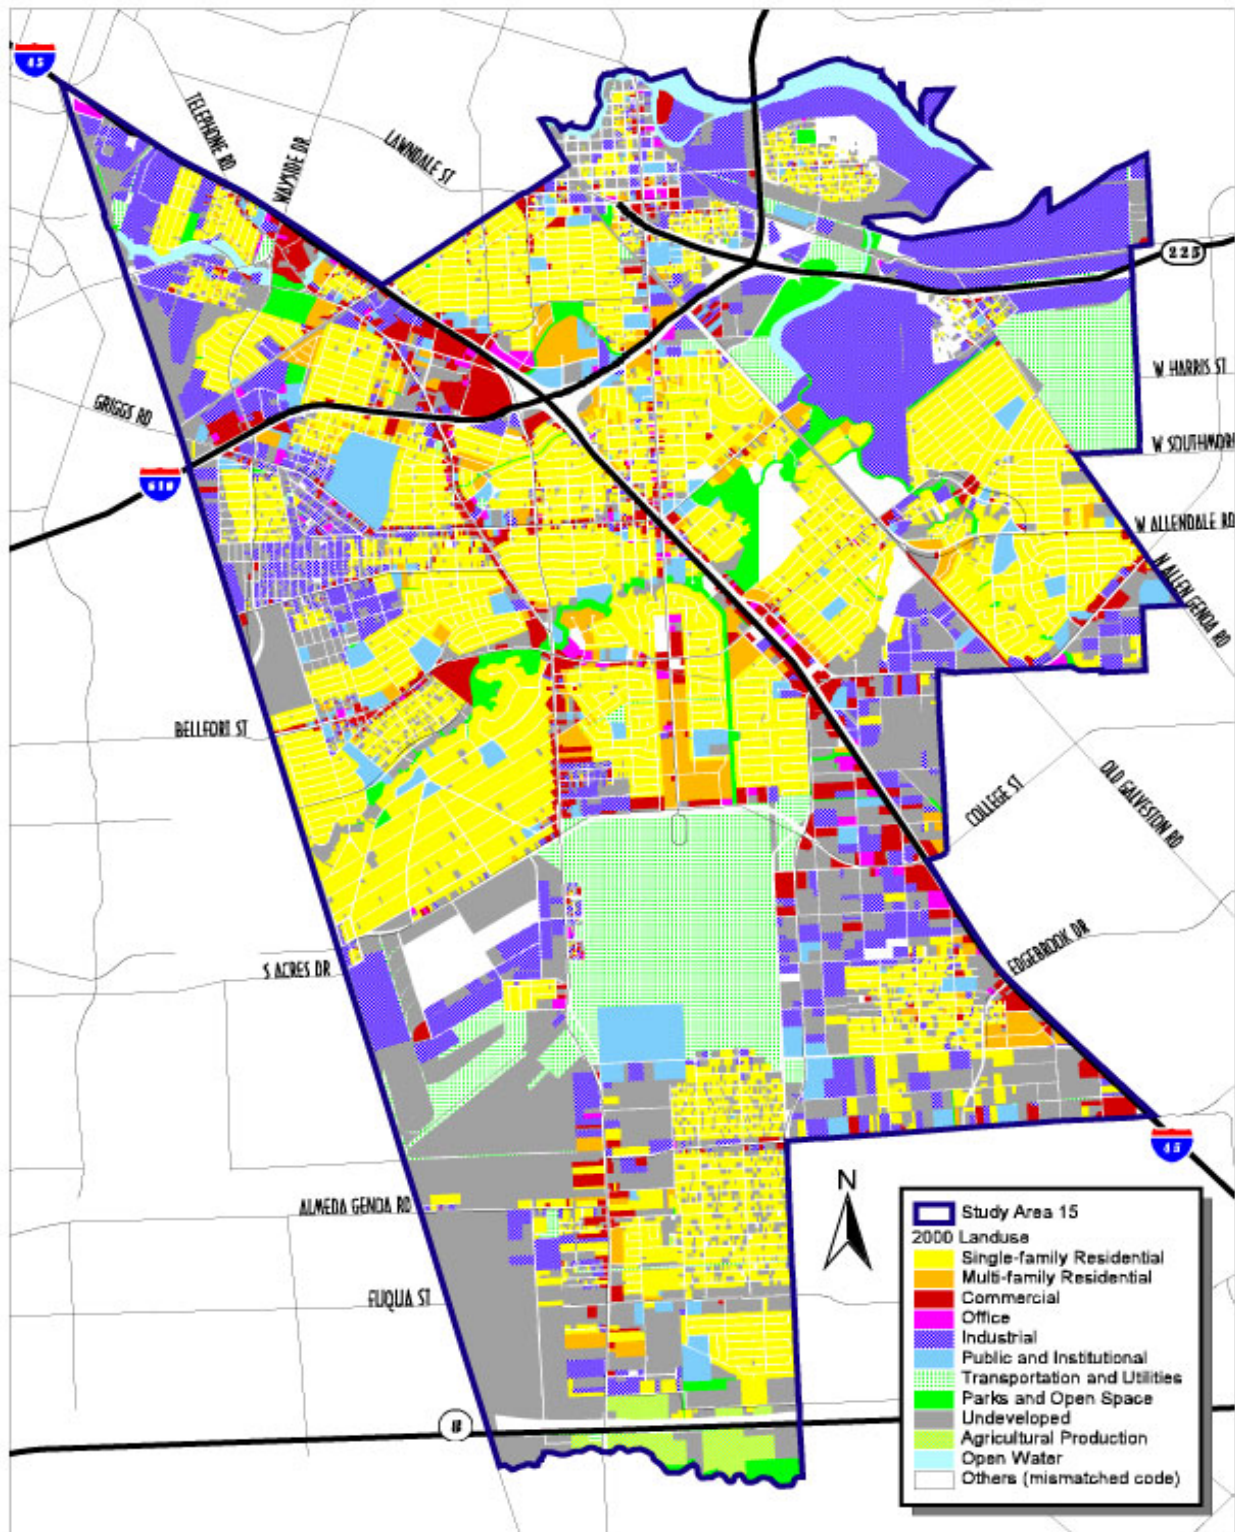 45
TELEPHONE RD
WAYSIDE DR
LAWNDALE ST
225
W HARRIS ST
GRIGGS RD
W SOUTHMOR
610
W ALLENDALE RD
N ALLEN GENOA RD
BELLFORT ST
OLD GALVESTON RD
COLLEGE ST
EDGEBROOK DR
S ACRES DR
45
ALMEDA GENOA RD
FUQUA ST
8
N
Study Area 15
2000 Landuse
Single-family Residential
Multi-family Residential
Commercial
Office
Industrial
Public and Institutional
Transportation and Utilities
Parks and Open Space
Undeveloped
Agricultural Production
Open Water
Others (mismatched code)